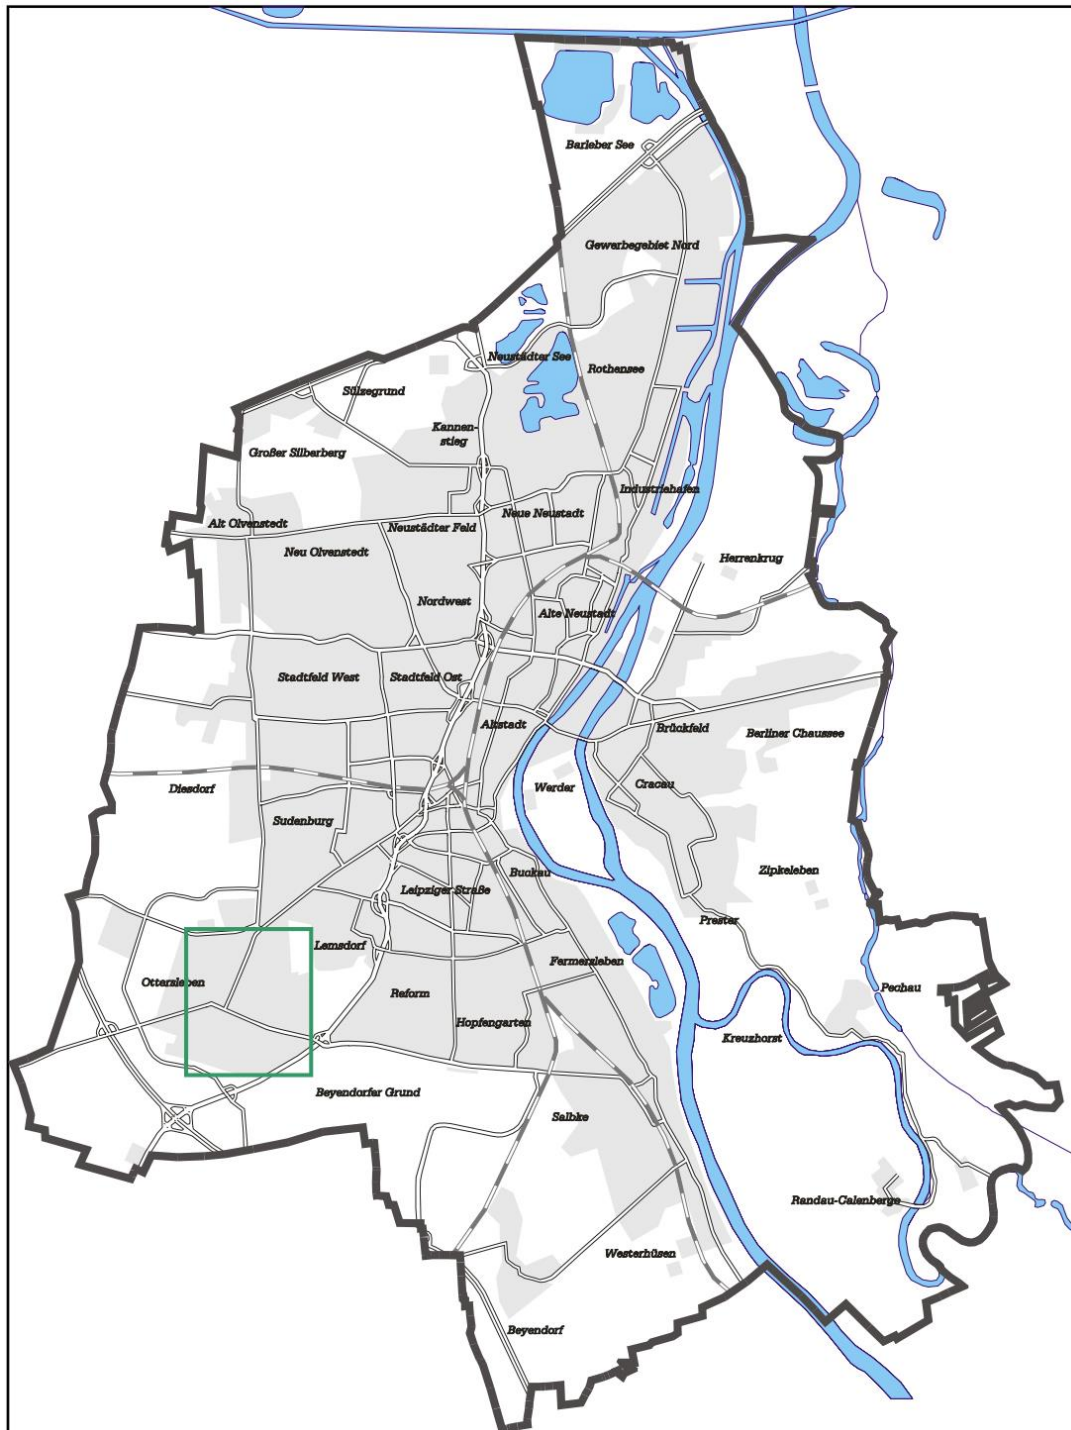 Barleber See
Gewerbegebiet Nord
Neustädter See
Rothensee
Sülzegrund
Kannen-
stieg
Großer Silberberg
Industriehafen
Neue Neustadt
Alt Olvenstedt
Neustädter Feld
Neu Olvenstedt
Herrenkrug
Nordwest
Alte Neustadt
Stadtfeld West
Stadtfeld Ost
Altstadt
Brückfeld
Berliner Chaussee
Diesdorf
Werder
Cracau
Sudenburg
Buckau
Zipkeleben
Leipziger Straße
Prester
Lemsdorf
Fermersleben
Ottersleben
Pechau
Reform
Hopfengarten
Kreuzhorst
Beyendorfer Grund
Salbke
Randau-Calenberge
Westerhüsen
Beyendorf